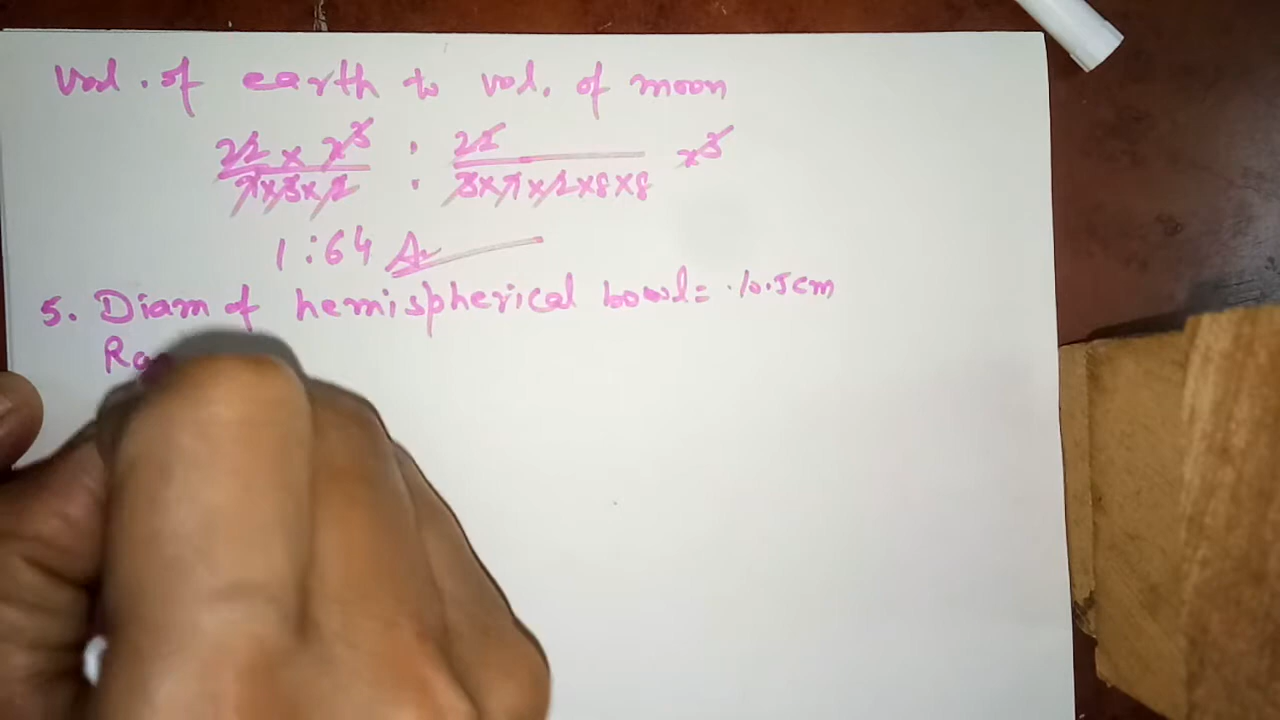 Vol. of earth to vol. of moon
22 x x³ : 22 x³
7x3x2 : 3x7x2x8x8
1:64 A
5. Diam of hemispherical bowl = 10.5cm
Ra